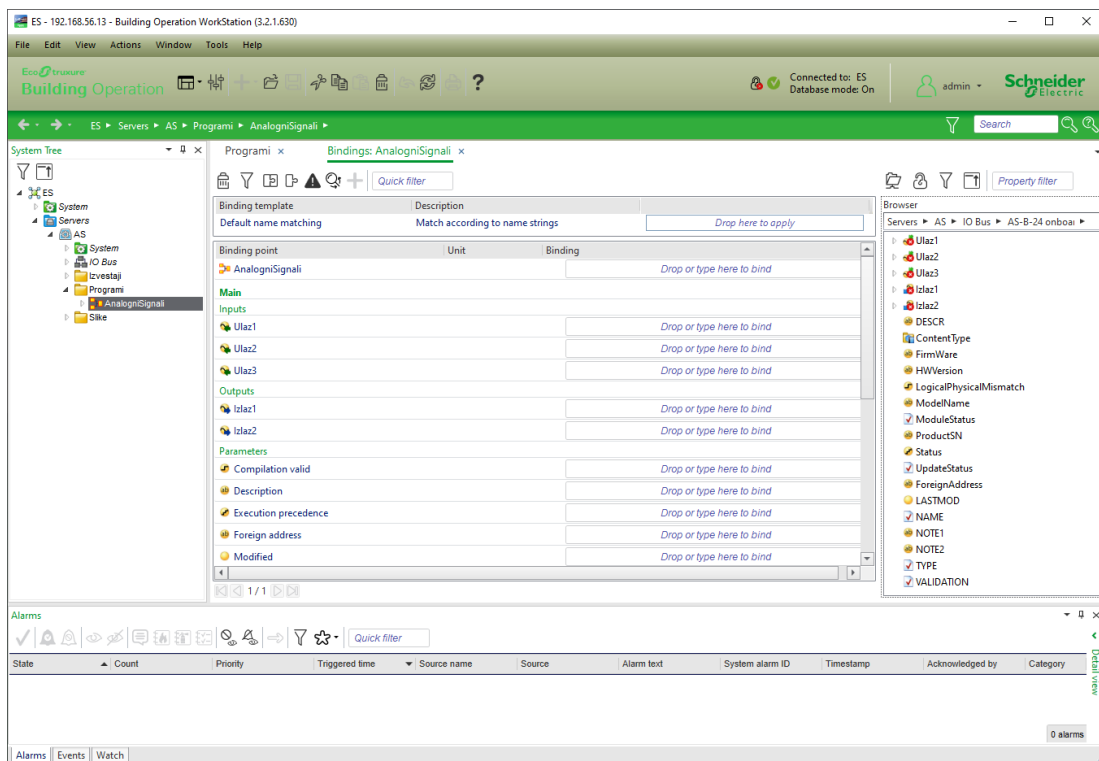 ES - 192.168.56.13 - Building Operation WorkStation (3.2.1.630)
File Edit View Actions Window Tools Help
EcoStruxure
Building Operation
Connected to: ES
Database mode: On
admin
Schneider
Electric
ES Servers AS Programi AnalogniSignali
Search
System Tree
ES
System
Servers
AS
System
IO Bus
Izvestaji
Programi
AnalogniSignali
Slike
Programi × Bindings: AnalogniSignali ×
Quick filter
Binding template Description
Default name matching Match according to name strings Drop here to apply
Binding point Unit Binding
AnalogniSignali Drop or type here to bind
Main
Inputs
Ulaz1 Drop or type here to bind
Ulaz2 Drop or type here to bind
Ulaz3 Drop or type here to bind
Outputs
Izlaz1 Drop or type here to bind
Izlaz2 Drop or type here to bind
Parameters
Compilation valid Drop or type here to bind
Description Drop or type here to bind
Execution precedence Drop or type here to bind
Foreign address Drop or type here to bind
Modified Drop or type here to bind
1 / 1
Property filter
Browser
Servers AS IO Bus AS-B-24 onboar
Ulaz1
Ulaz2
Ulaz3
Izlaz1
Izlaz2
DESCR
ContentType
FirmWare
HWVersion
LogicalPhysicalMismatch
ModelName
ModuleStatus
ProductSN
Status
UpdateStatus
ForeignAddress
LASTMOD
NAME
NOTE1
NOTE2
TYPE
VALIDATION
Alarms
Quick filter
State Count Priority Triggered time Source name Source Alarm text System alarm ID Timestamp Acknowledged by Category
Detail view
0 alarms
Alarms Events Watch